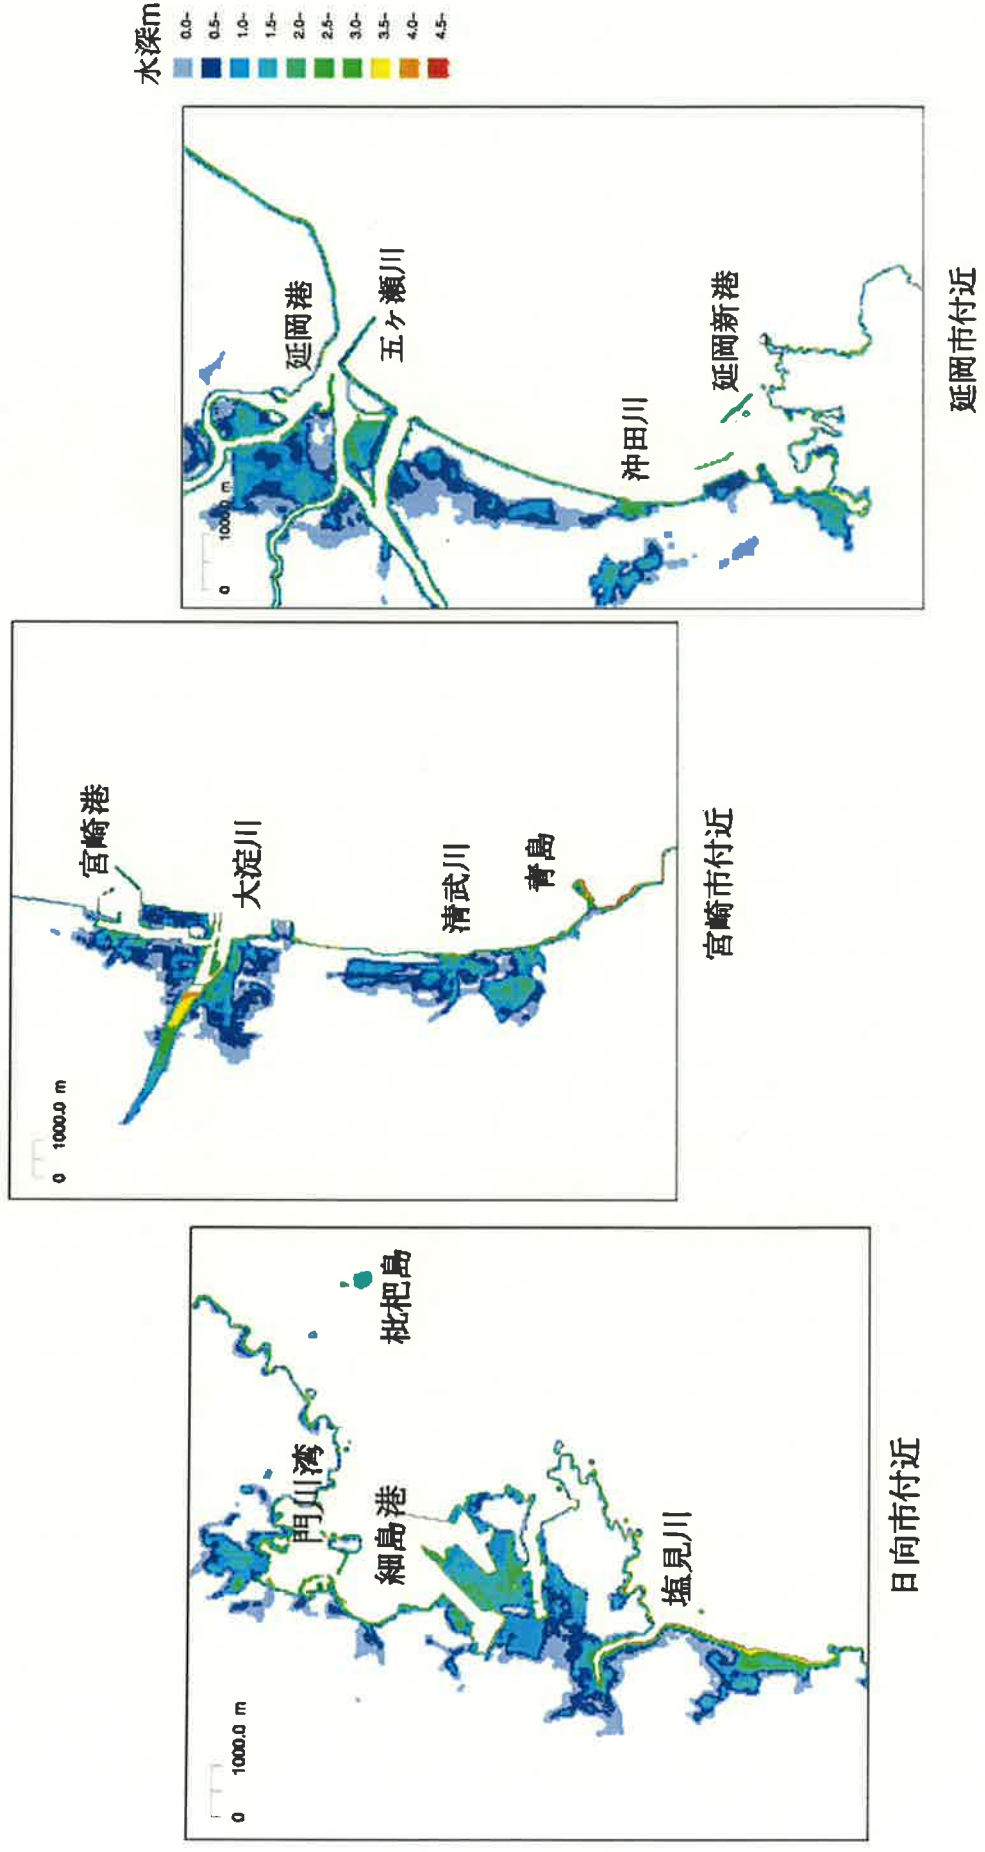 水深m
0.0~
0.5~
1.0~
1.5~
2.0~
2.5~
3.0~
3.5~
4.0~
4.5~
0 1000.0 m
門川湾
枇杷島
細島港
塩見川
日向市付近
0 1000.0 m
宮崎港
大淀川
清武川
青島
宮崎市付近
0 1000.0 m
延岡港
五ヶ瀬川
沖田川
延岡新港
延岡市付近